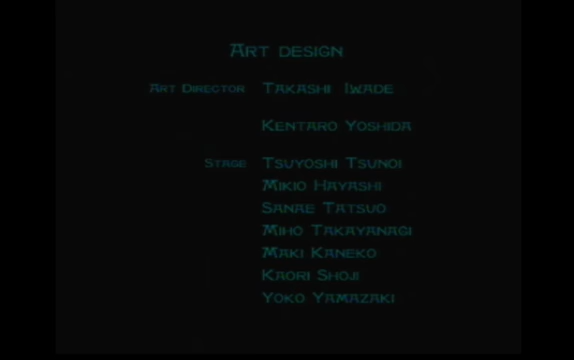 Art design
Art Director Takashi Iwade
Kentaro Yoshida
Stage Tsuyoshi Tsunoi
Mikio Hayashi
Sanae Tatsuo
Miho Takayanagi
Maki Kaneko
Kaori Shoji
Yoko Yamazaki